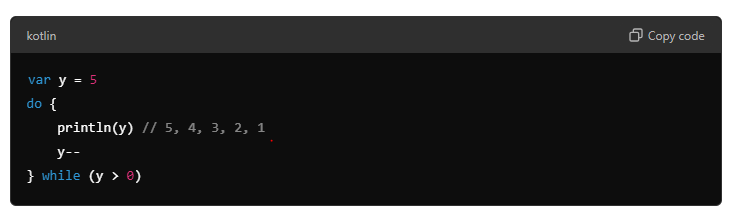 kotlin
Copy code
var y = 5
do {
    println(y) // 5, 4, 3, 2, 1
    y--
} while (y > 0)